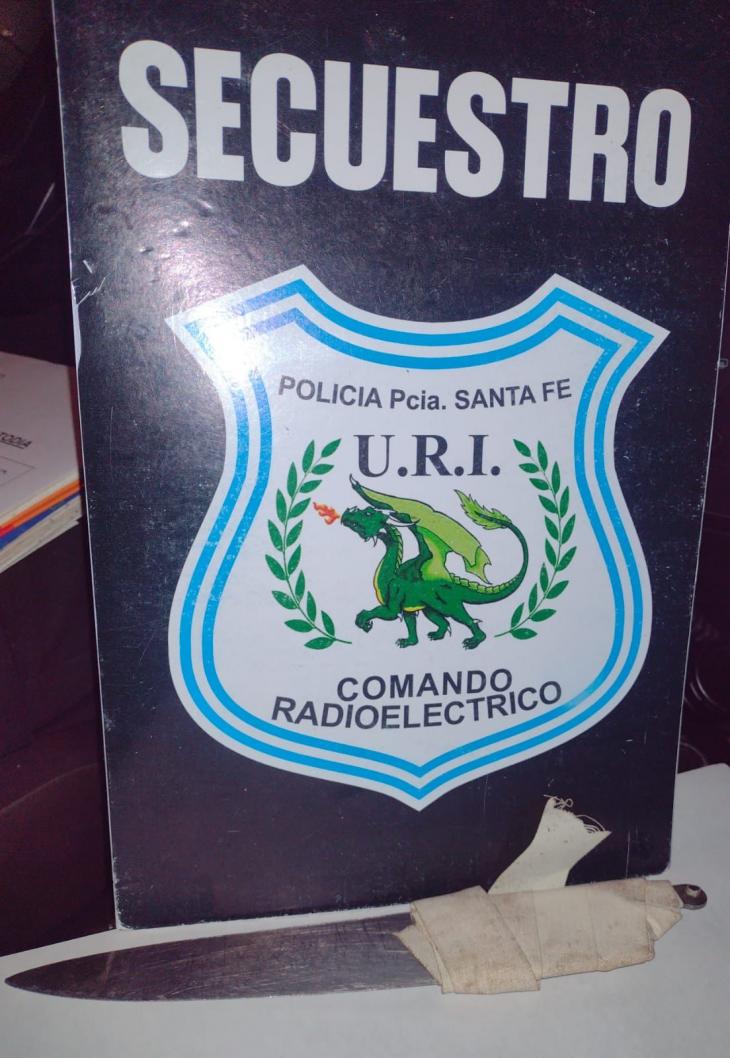 SECUESTRO
POLICIA Pcia. SANTA FE
U.R.I.
COMANDO
RADIOELECTRICO